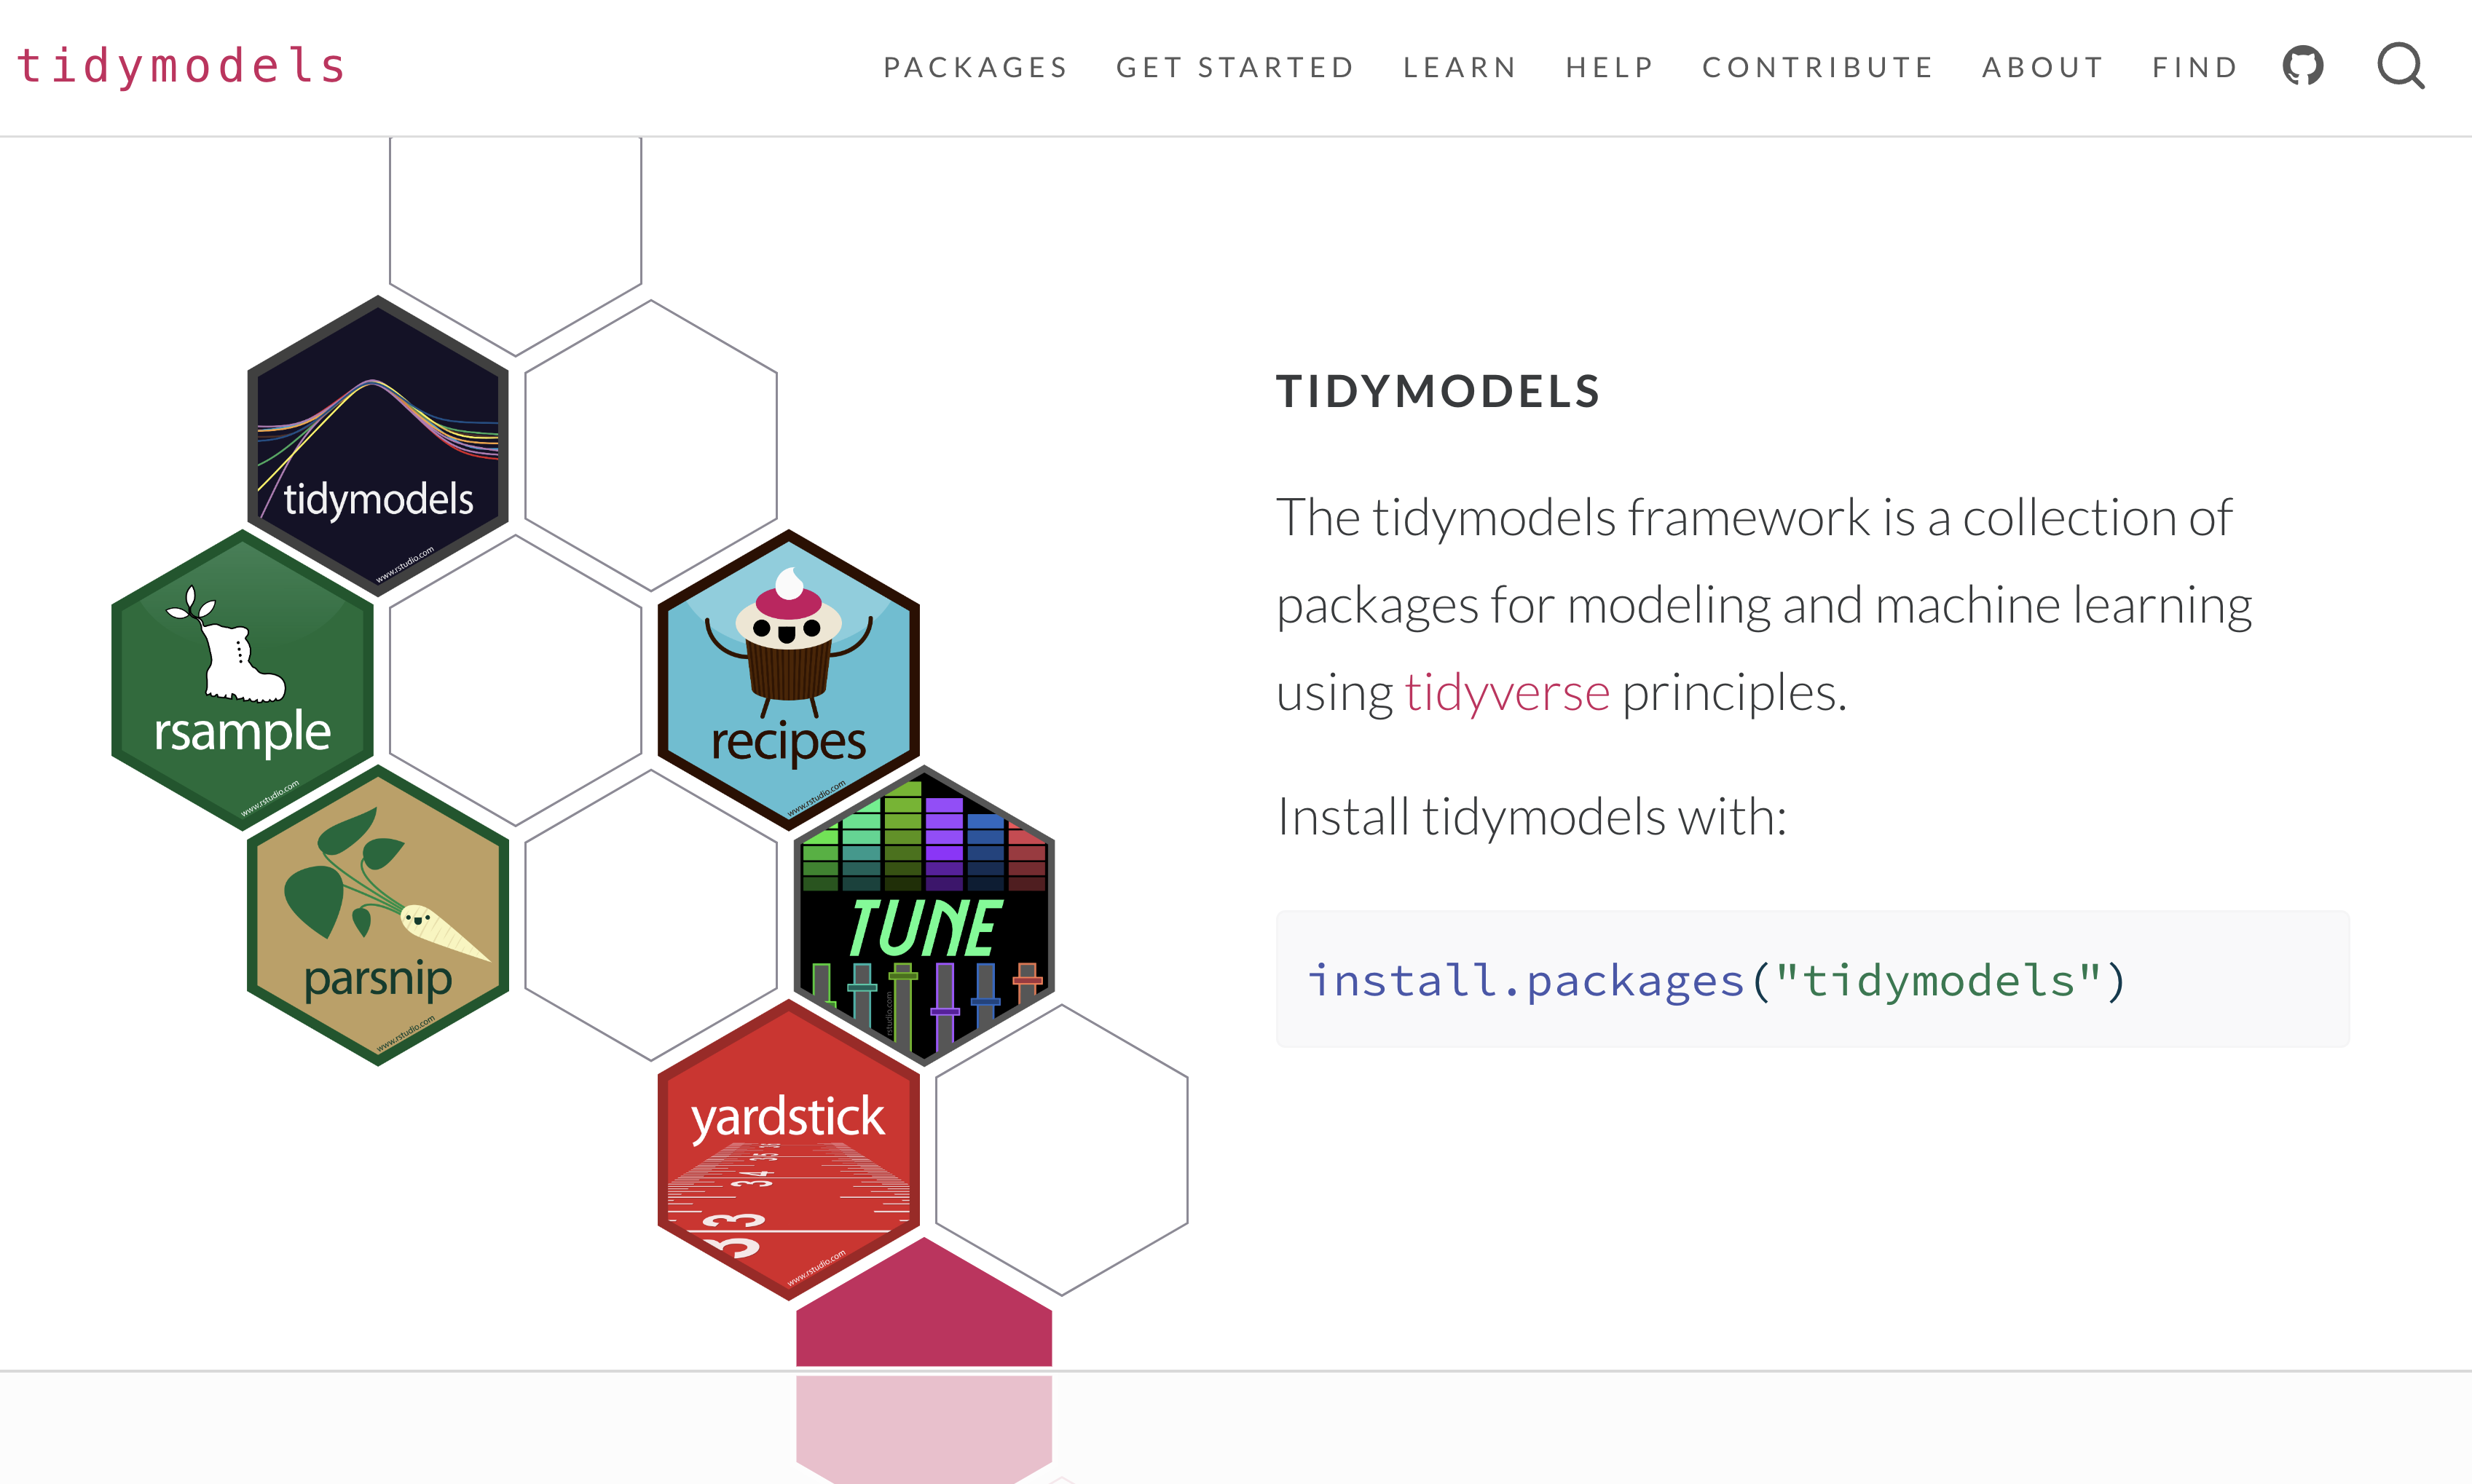 tidymodels
PACKAGES GET STARTED LEARN HELP CONTRIBUTE ABOUT FIND
tidymodels
www.rstudio.com
rsample
www.rstudio.com
recipes
www.rstudio.com
parsnip
www.rstudio.com
TUNE
rstudio.com
yardstick
3
3
www.rstudio.com
TIDYMODELS
The tidymodels framework is a collection of
packages for modeling and machine learning
using tidyverse principles.
Install tidymodels with:
install.packages("tidymodels")